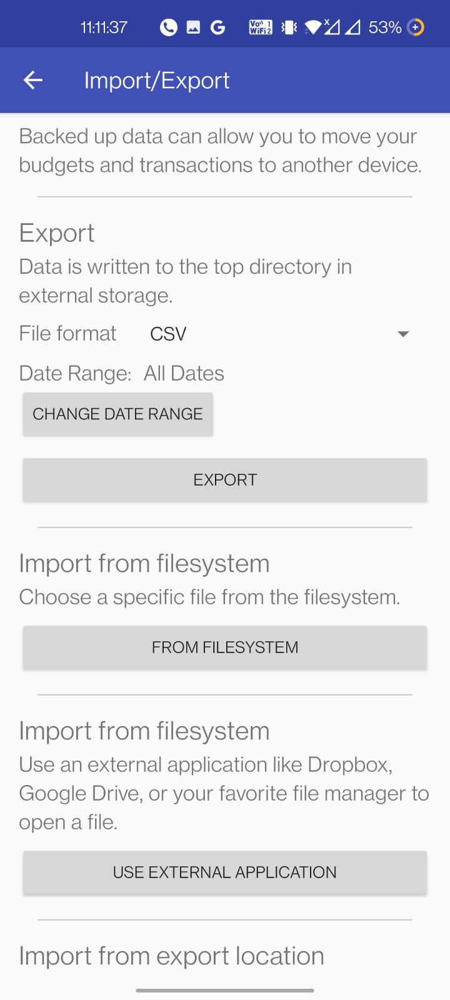 11:11:37
G
Vo)) 1
WiFi 2
x
53%
Import/Export
Backed up data can allow you to move your
budgets and transactions to another device.
Export
Data is written to the top directory in
external storage.
File format CSV
Date Range: All Dates
CHANGE DATE RANGE
EXPORT
Import from filesystem
Choose a specific file from the filesystem.
FROM FILESYSTEM
Import from filesystem
Use an external application like Dropbox,
Google Drive, or your favorite file manager to
open a file.
USE EXTERNAL APPLICATION
Import from export location